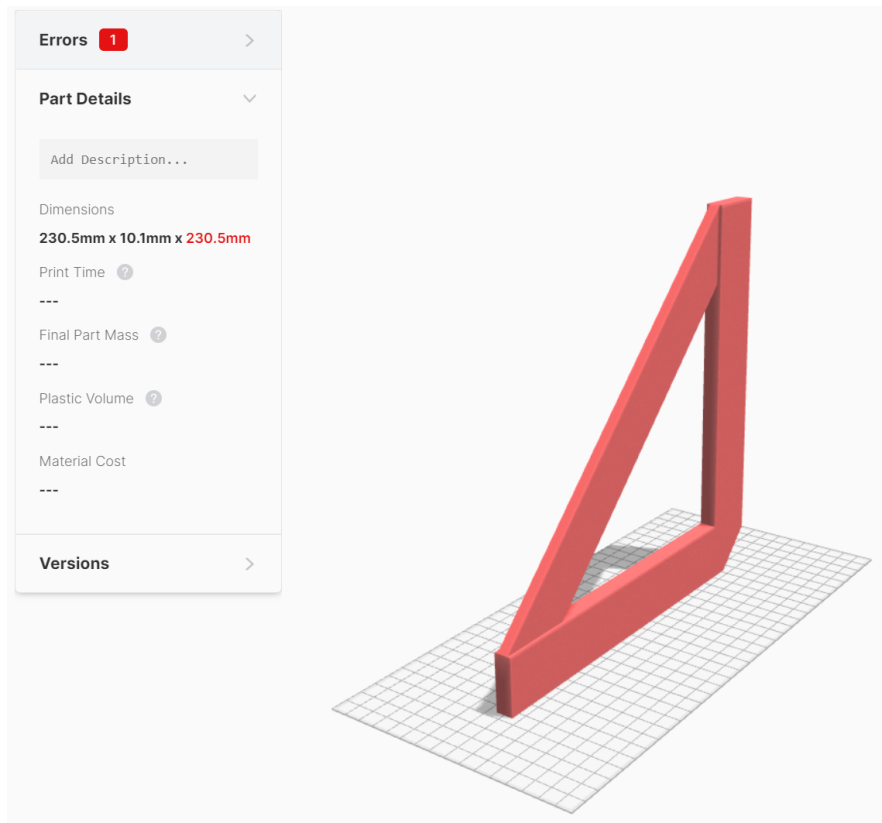 Errors 1
Part Details
Add Description...
Dimensions
230.5mm x 10.1mm x 230.5mm
Print Time ?
---
Final Part Mass ?
---
Plastic Volume ?
---
Material Cost
---
Versions